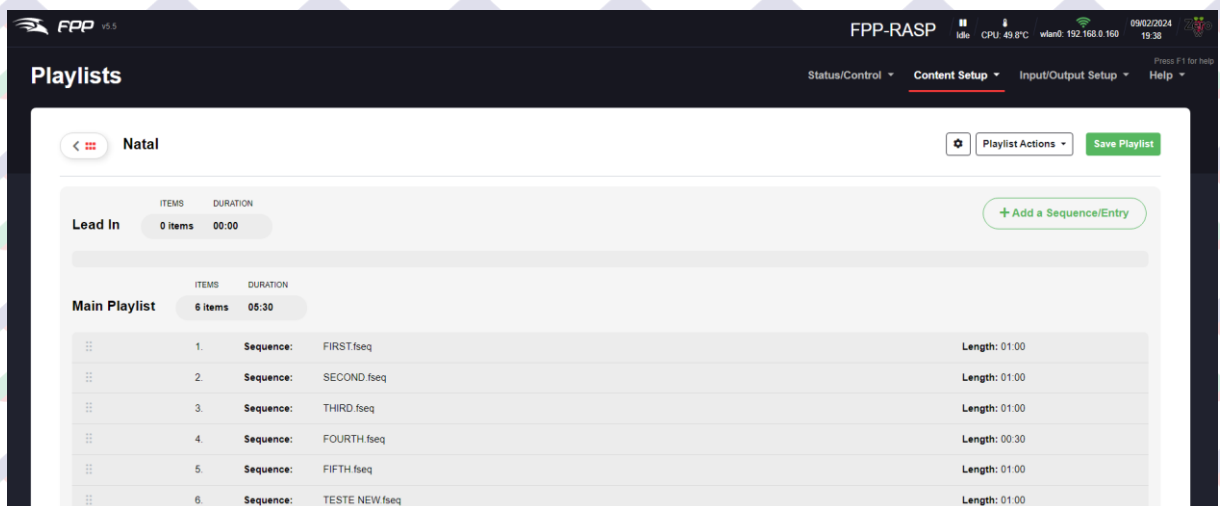 FPP v5.5
FPP-RASP Idle CPU: 49.8°C wlan0: 192.168.0.160 09/02/2024 19:38
Press F1 for help
Playlists Status/Control Content Setup Input/Output Setup Help
Natal Playlist Actions Save Playlist
ITEMS DURATION
Lead In 0 items 00:00 + Add a Sequence/Entry
ITEMS DURATION
Main Playlist 6 items 05:30
1. Sequence: FIRST.fseq Length: 01:00
2. Sequence: SECOND.fseq Length: 01:00
3. Sequence: THIRD.fseq Length: 01:00
4. Sequence: FOURTH.fseq Length: 00:30
5. Sequence: FIFTH.fseq Length: 01:00
6. Sequence: TESTE NEW.fseq Length: 01:00